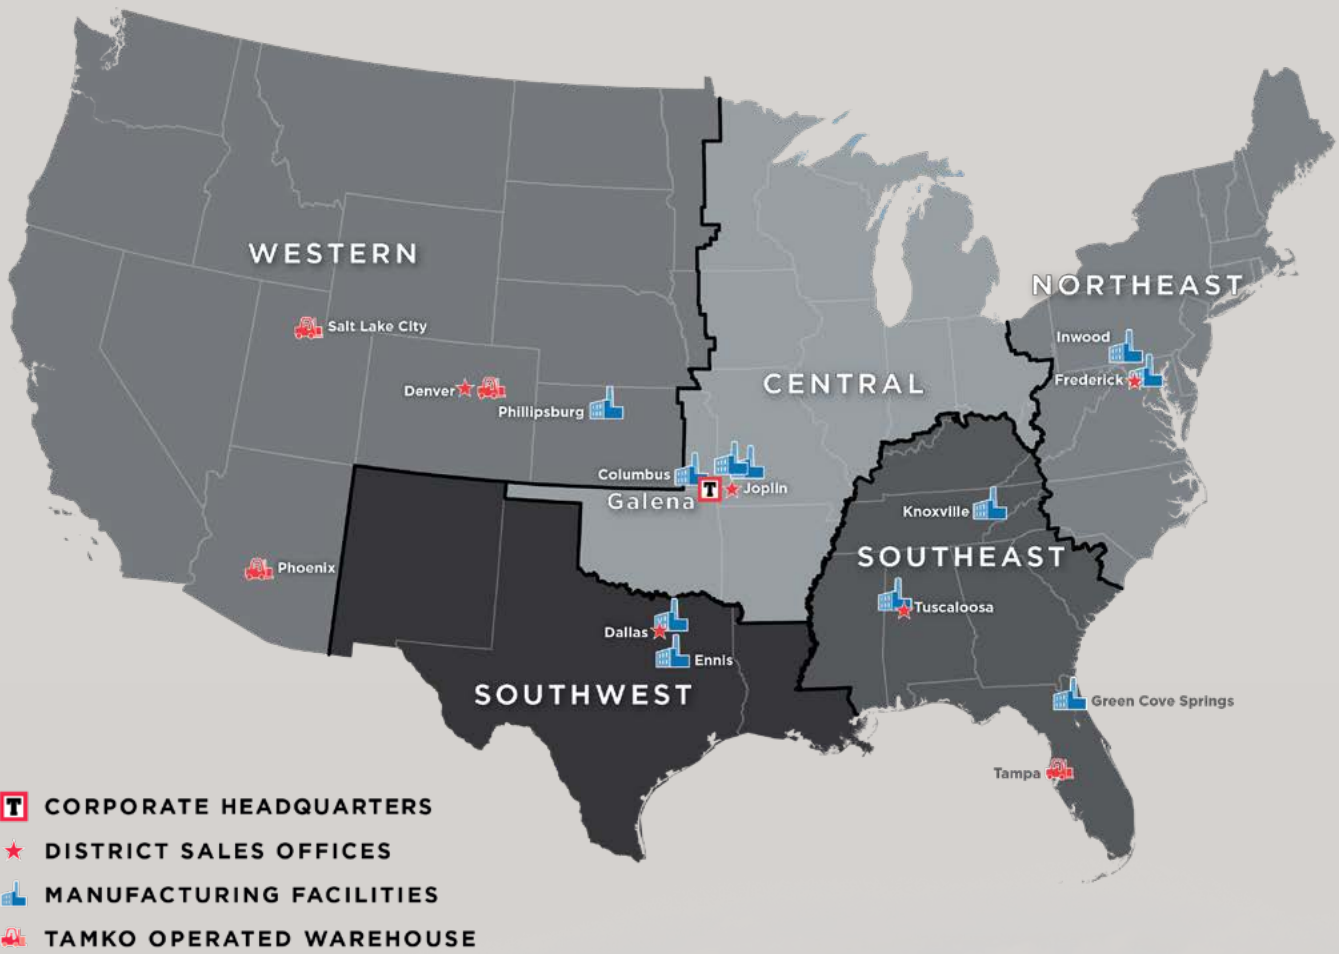 WESTERN
NORTHEAST
Salt Lake City
Inwood
Frederick
Denver
CENTRAL
Phillipsburg
Columbus
T
Joplin
Galena
Knoxville
SOUTHEAST
Phoenix
Tuscaloosa
Dallas
Ennis
SOUTHWEST
Green Cove Springs
Tampa
T CORPORATE HEADQUARTERS
DISTRICT SALES OFFICES
MANUFACTURING FACILITIES
TAMKO OPERATED WAREHOUSE